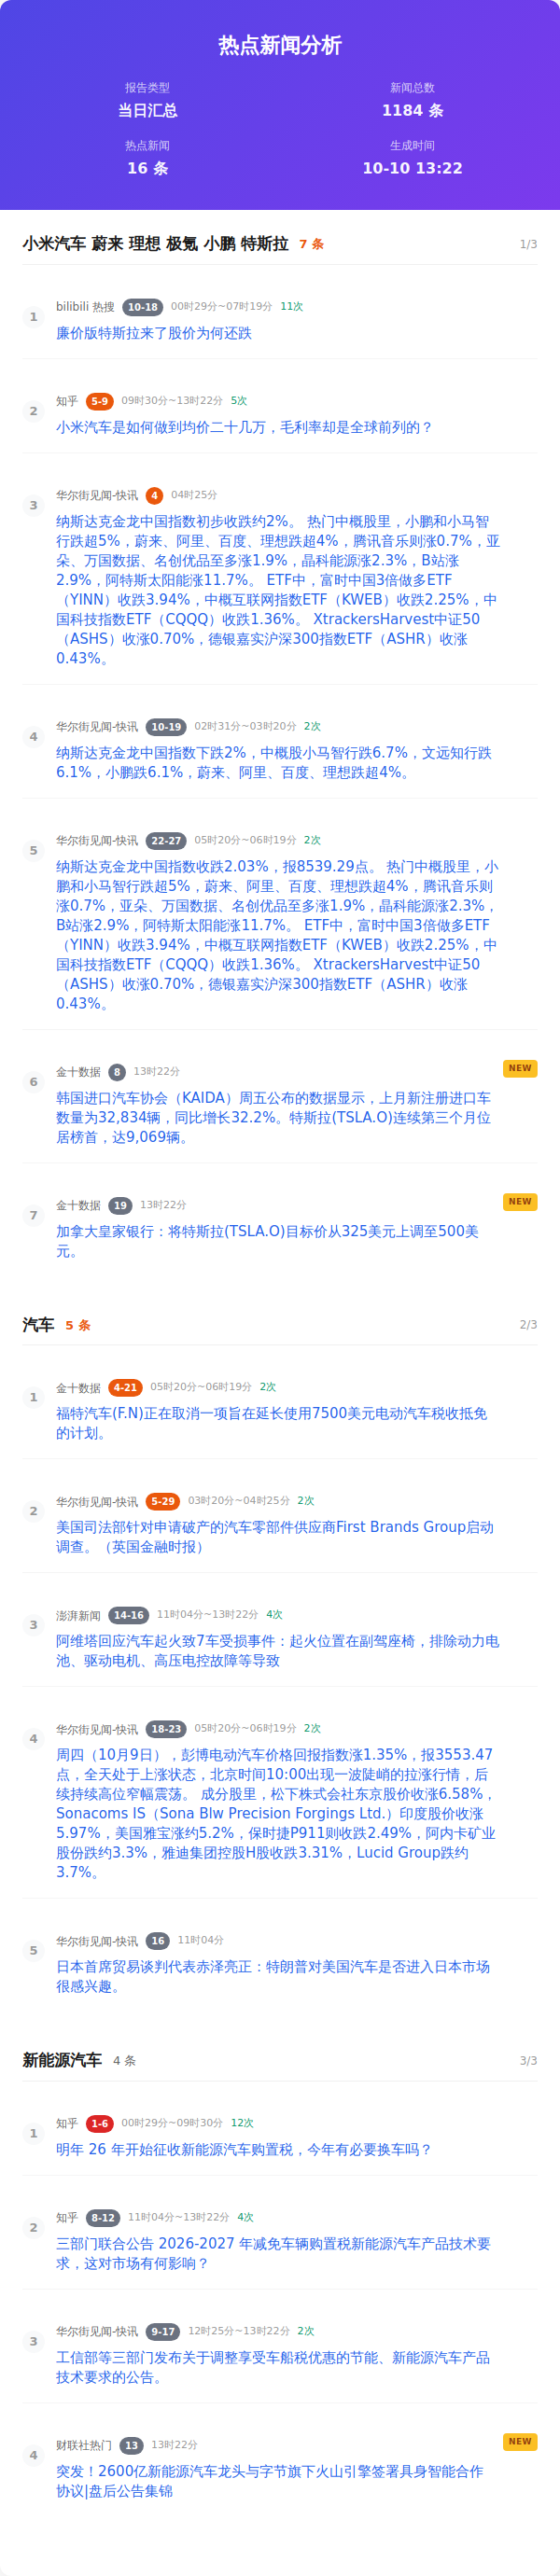 热点新闻分析
报告类型
新闻总数
当日汇总
1184 条
热点新闻
生成时间
16 条
10-10 13:22
小米汽车 蔚来 理想 极氪 小鹏 特斯拉 7 条 1/3
1 bilibili 热搜 10-18 00时29分~07时19分 11次
廉价版特斯拉来了股价为何还跌
2 知乎 5-9 09时30分~13时22分 5次
小米汽车是如何做到均价二十几万，毛利率却是全球前列的？
3 华尔街见闻-快讯 4 04时25分
纳斯达克金龙中国指数初步收跌约2%。 热门中概股里，小鹏和小马智
行跌超5%，蔚来、阿里、百度、理想跌超4%，腾讯音乐则涨0.7%，亚
朵、万国数据、名创优品至多涨1.9%，晶科能源涨2.3%，B站涨
2.9%，阿特斯太阳能涨11.7%。 ETF中，富时中国3倍做多ETF
（YINN）收跌3.94%，中概互联网指数ETF（KWEB）收跌2.25%，中
国科技指数ETF（CQQQ）收跌1.36%。 XtrackersHarvest中证50
（ASHS）收涨0.70%，德银嘉实沪深300指数ETF（ASHR）收涨
0.43%。
4 华尔街见闻-快讯 10-19 02时31分~03时20分 2次
纳斯达克金龙中国指数下跌2%，中概股小马智行跌6.7%，文远知行跌
6.1%，小鹏跌6.1%，蔚来、阿里、百度、理想跌超4%。
5 华尔街见闻-快讯 22-27 05时20分~06时19分 2次
纳斯达克金龙中国指数收跌2.03%，报8539.29点。 热门中概股里，小
鹏和小马智行跌超5%，蔚来、阿里、百度、理想跌超4%，腾讯音乐则
涨0.7%，亚朵、万国数据、名创优品至多涨1.9%，晶科能源涨2.3%，
B站涨2.9%，阿特斯太阳能涨11.7%。 ETF中，富时中国3倍做多ETF
（YINN）收跌3.94%，中概互联网指数ETF（KWEB）收跌2.25%，中
国科技指数ETF（CQQQ）收跌1.36%。 XtrackersHarvest中证50
（ASHS）收涨0.70%，德银嘉实沪深300指数ETF（ASHR）收涨
0.43%。
6 金十数据 8 13时22分 NEW
韩国进口汽车协会（KAIDA）周五公布的数据显示，上月新注册进口车
数量为32,834辆，同比增长32.2%。特斯拉(TSLA.O)连续第三个月位
居榜首，达9,069辆。
7 金十数据 19 13时22分 NEW
加拿大皇家银行：将特斯拉(TSLA.O)目标价从325美元上调至500美
元。
汽车 5 条 2/3
1 金十数据 4-21 05时20分~06时19分 2次
福特汽车(F.N)正在取消一项旨在延长使用7500美元电动汽车税收抵免
的计划。
2 华尔街见闻-快讯 5-29 03时20分~04时25分 2次
美国司法部针对申请破产的汽车零部件供应商First Brands Group启动
调查。（英国金融时报）
3 澎湃新闻 14-16 11时04分~13时22分 4次
阿维塔回应汽车起火致7车受损事件：起火位置在副驾座椅，排除动力电
池、驱动电机、高压电控故障等导致
4 华尔街见闻-快讯 18-23 05时20分~06时19分 2次
周四（10月9日），彭博电动汽车价格回报指数涨1.35%，报3553.47
点，全天处于上涨状态，北京时间10:00出现一波陡峭的拉涨行情，后
续持续高位窄幅震荡。 成分股里，松下株式会社东京股价收涨6.58%，
Sonacoms IS（Sona Blw Precision Forgings Ltd.）印度股价收涨
5.97%，美国雅宝涨约5.2%，保时捷P911则收跌2.49%，阿内卡矿业
股份跌约3.3%，雅迪集团控股H股收跌3.31%，Lucid Group跌约
3.7%。
5 华尔街见闻-快讯 16 11时04分
日本首席贸易谈判代表赤泽亮正：特朗普对美国汽车是否进入日本市场
很感兴趣。
新能源汽车 4 条 3/3
1 知乎 1-6 00时29分~09时30分 12次
明年 26 年开始征收新能源汽车购置税，今年有必要换车吗？
2 知乎 8-12 11时04分~13时22分 4次
三部门联合公告 2026-2027 年减免车辆购置税新能源汽车产品技术要
求，这对市场有何影响？
3 华尔街见闻-快讯 9-17 12时25分~13时22分 2次
工信部等三部门发布关于调整享受车船税优惠的节能、新能源汽车产品
技术要求的公告。
4 财联社热门 13 13时22分 NEW
突发！2600亿新能源汽车龙头与字节旗下火山引擎签署具身智能合作
协议|盘后公告集锦